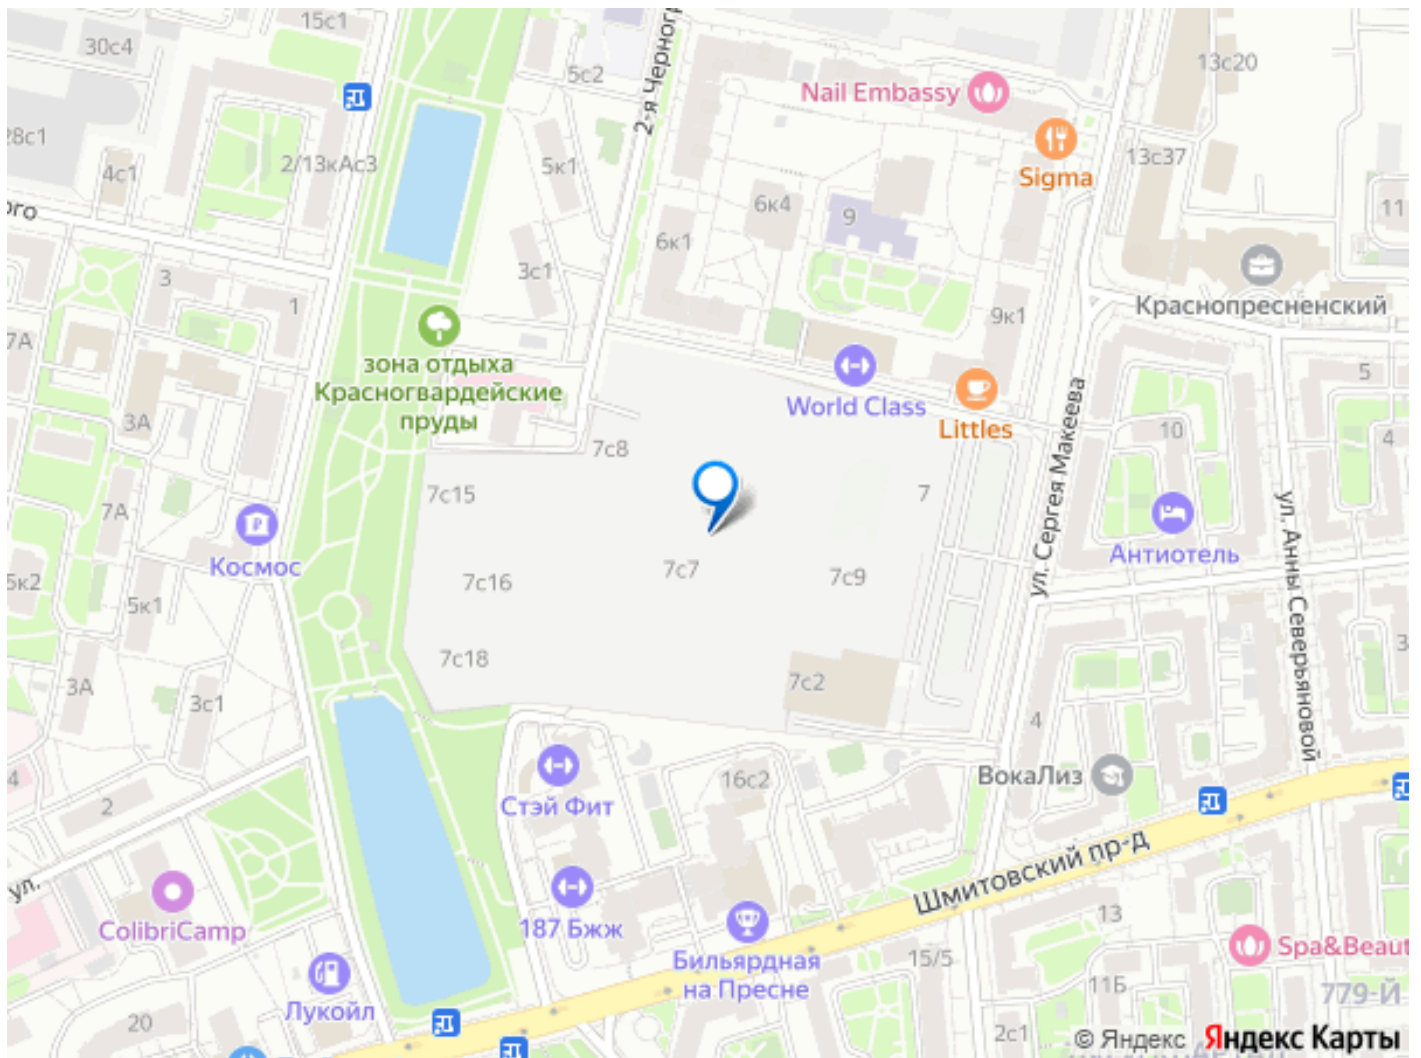 15с1
30с4
5с2
2-я Черногр
Nail Embassy
13с20
28с1
4с1
2/13кАс3
5к1
Sigma
13с37
ого
6к4
9
11
3с1
6к1
3
1
Краснопресненский
7А
9к1
зона отдыха
Красногвардейские
пруды
World Class
Littles
5
3А
7с8
10
4
ул. Сергея Макеева
7с15
7
7А
ул. Анны Северьяновой
Космос
Антиотель
5к2
5к1
7с16
7с7
7с9
7с18
7с2
3А
3с1
3
4
4
2
16с2
ВокаЛиз
Стэй Фит
Шмитовский пр-д
ул.
ColibriCamp
187 Бжж
13
Бильярдная
на Пресне
15/5
Spa&Beaut
Лукойл
11Б
779-Й
20
2с1
© Яндекс
Яндекс Карты